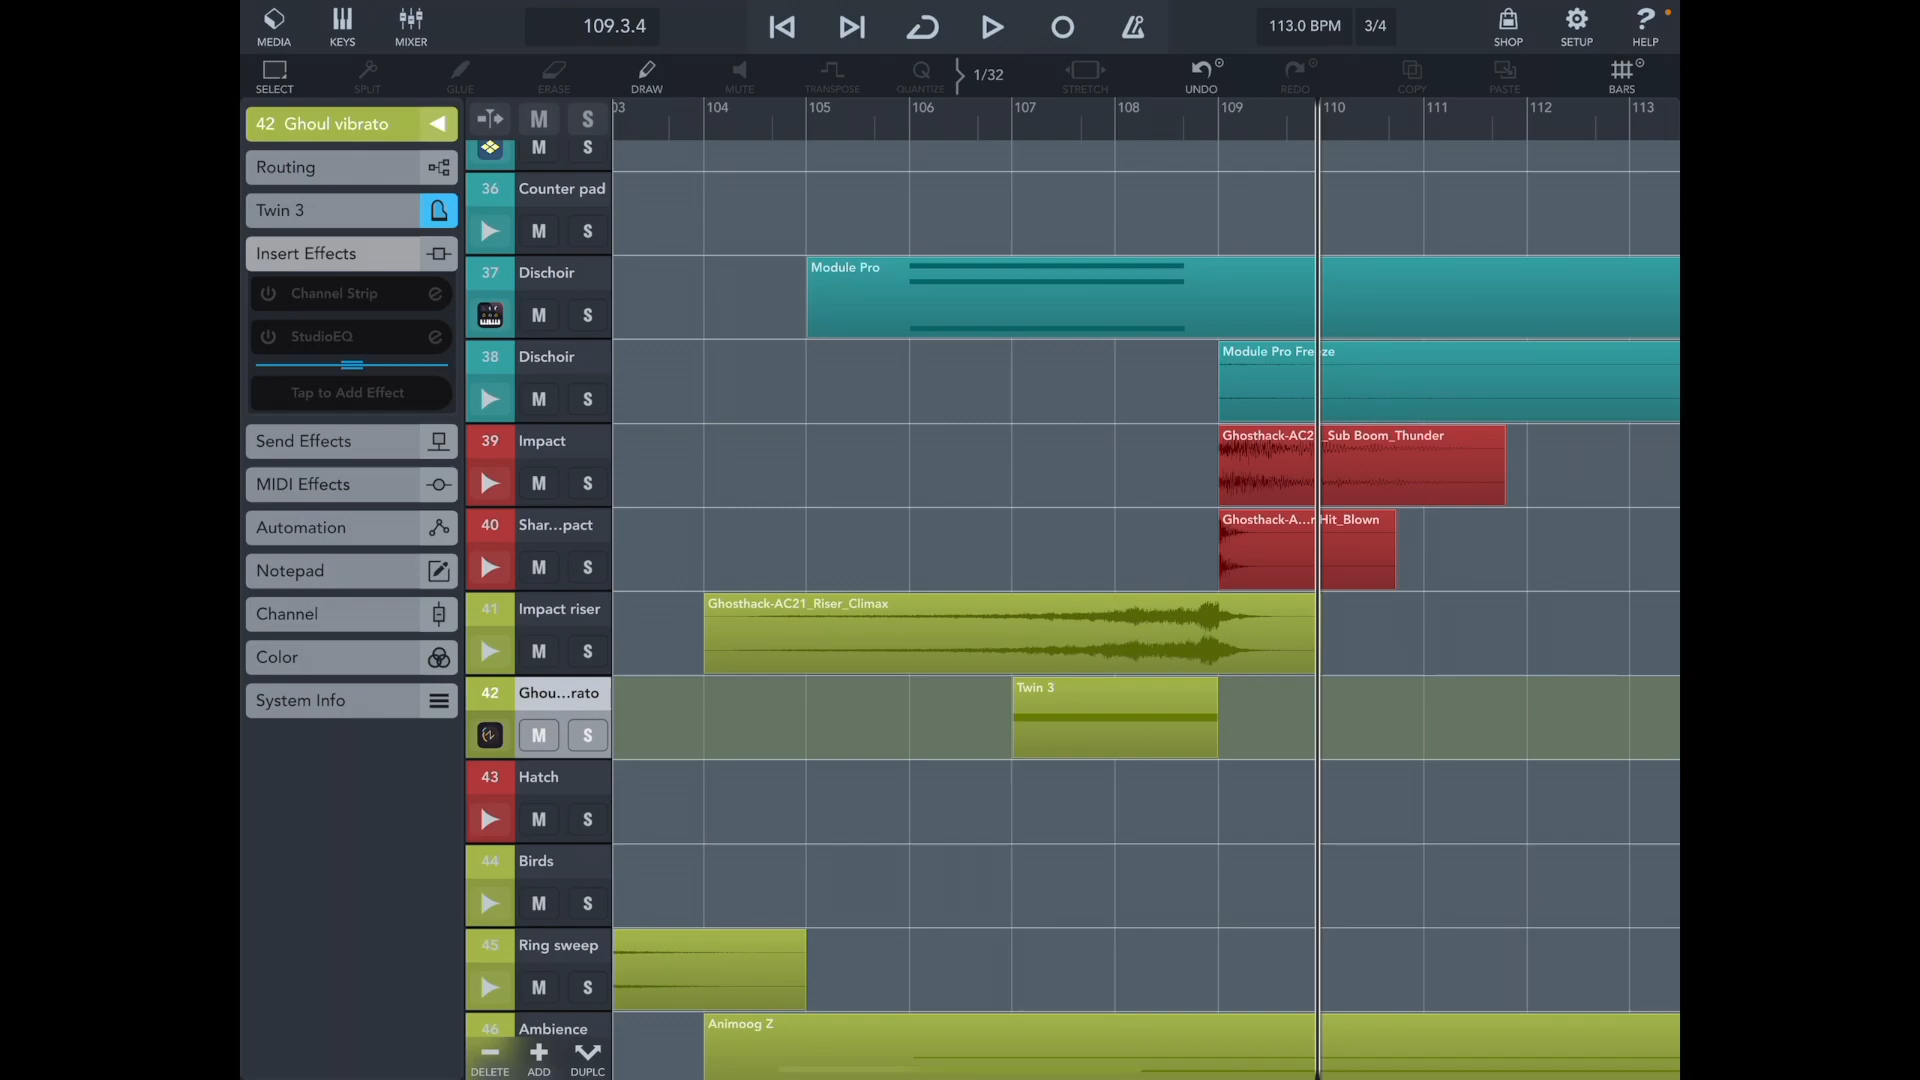 MEDIA
KEYS
MIXER
109.3.4
113.0 BPM
3/4
SHOP
SETUP
HELP
SELECT
SPLIT
GLUE
ERASE
DRAW
MUTE
TRANSPOSE
QUANTIZE
1/32
STRETCH
UNDO
REDO
COPY
PASTE
BARS
42 Ghoul vibrato
Routing
Twin 3
Insert Effects
Channel Strip
StudioEQ
Tap to Add Effect
Send Effects
MIDI Effects
Automation
Notepad
Channel
Color
System Info
M S
03 104 105 106 107 108 109 110 111 112 113
M S
36 Counter pad
M S
37 Dischoir
M S
Module Pro
38 Dischoir
M S
Module Pro Freeze
39 Impact
M S
Ghosthack-AC2 _Sub Boom_Thunder
40 Shar...pact
M S
Ghosthack-A...r Hit_Blown
41 Impact riser
M S
Ghosthack-AC21_Riser_Climax
42 Ghou...rato
M S
Twin 3
43 Hatch
M S
44 Birds
M S
45 Ring sweep
M S
46 Ambience
Animoog Z
DELETE ADD DUPLC